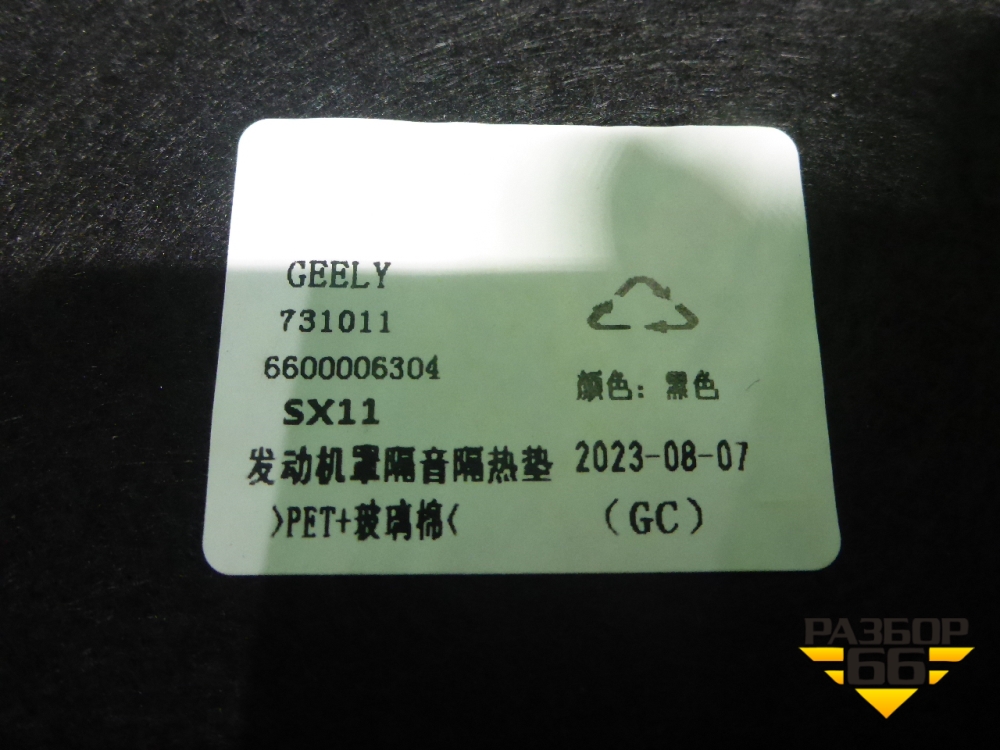 GEELY
731011
6600006304
SX11
发动机罩隔音隔热垫
>PET+玻璃棉<
颜色：黑色
2023-08-07
（GC）
РАЗБОР
66